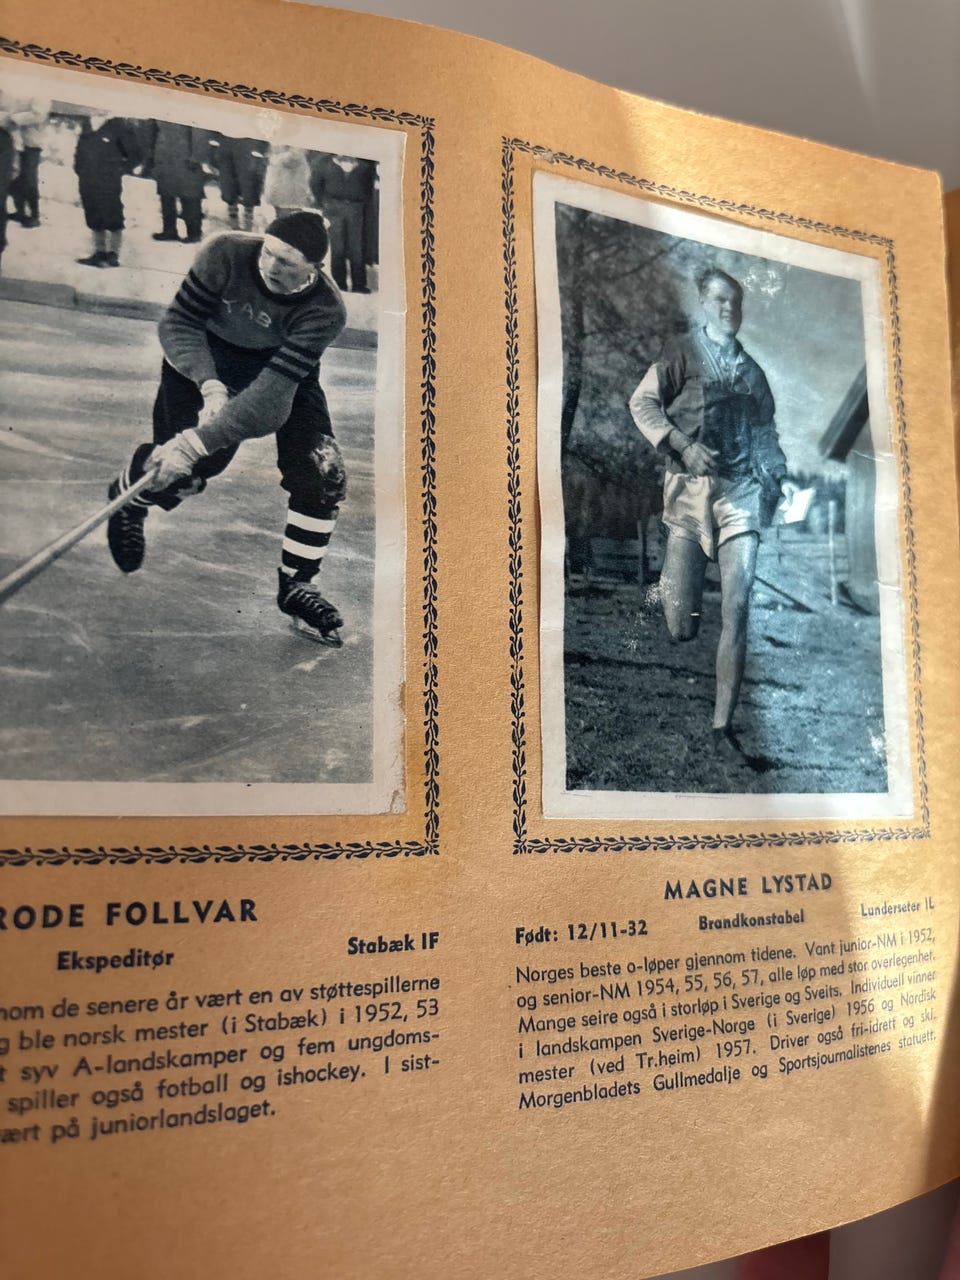 TAB
RODE FOLLVAR
Ekspeditør
Stabæk IF
nom de senere år vært en av støttespillerne
g ble norsk mester (i Stabæk) i 1952, 53
t syv A-landskamper og fem ungdoms-
spiller også fotball og ishockey. I sist-
ært på juniorlandslaget.
MAGNE LYSTAD
Født: 12/11-32
Brandkonstabel
Lunderseter IL
Norges beste o-løper gjennom tidene. Vant junior-NM i 1952,
og senior-NM 1954, 55, 56, 57, alle løp med stor overlegenhet.
Mange seire også i storløp i Sverige og Sveits. Individuell vinner
i landskampen Sverige-Norge (i Sverige) 1956 og Nordisk
mester (ved Tr.heim) 1957. Driver også fri-idrett og ski.
Morgenbladets Gullmedalje og Sportsjournalistenes statuett.